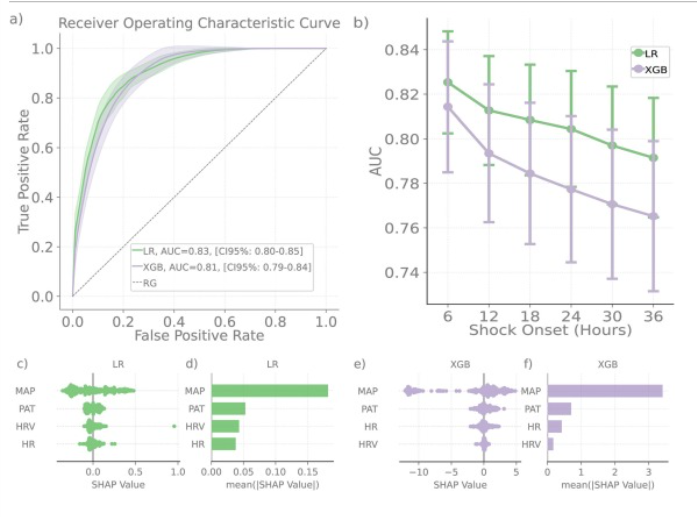 a)
Receiver Operating Characteristic Curve
1.0
0.8
0.6
0.4
0.2
0.0
True Positive Rate
LR, AUC=0.83, [CI95%: 0.80-0.85]
XGB, AUC=0.81, [CI95%: 0.79-0.84]
RG
0.0 0.2 0.4 0.6 0.8 1.0
False Positive Rate
b)
0.84
0.82
0.80
0.78
0.76
0.74
AUC
LR
XGB
6 12 18 24 30 36
Shock Onset (Hours)
c)
LR
MAP
PAT
HRV
HR
0.0 0.5 1.0
SHAP Value
d)
LR
MAP
PAT
HRV
HR
0.00 0.05 0.10 0.15
mean(|SHAP Value|)
e)
XGB
MAP
PAT
HR
HRV
−10 −5 0 5
SHAP Value
f)
XGB
MAP
PAT
HR
HRV
0 1 2 3
mean(|SHAP Value|)